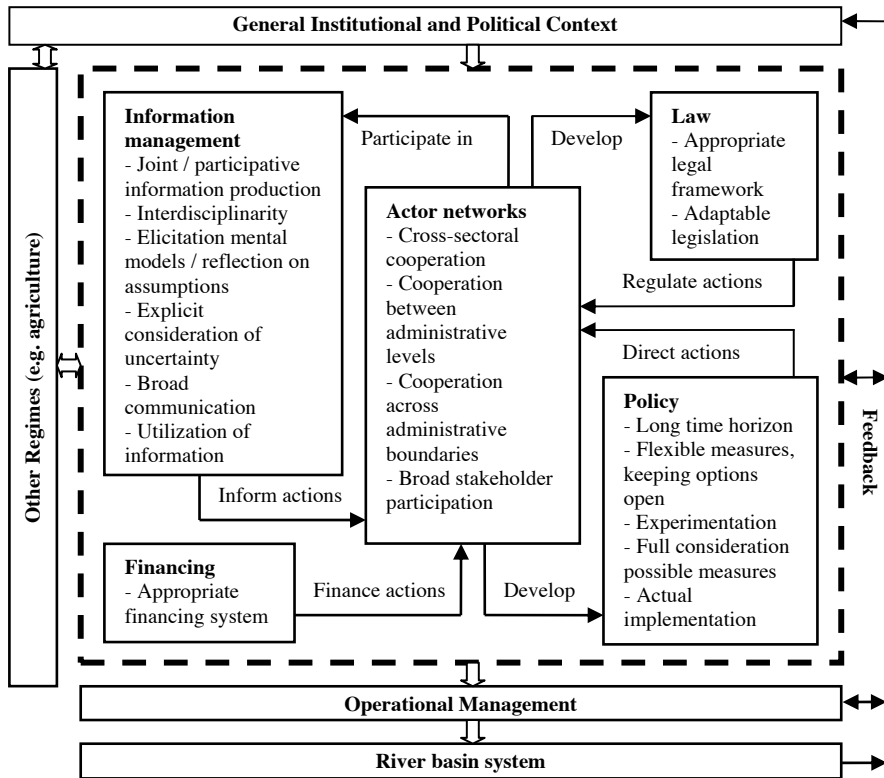 General Institutional and Political Context
Other Regimes (e.g. agriculture)
Information
management
- Joint / participative
information production
- Interdisciplinarity
- Elicitation mental
models / reflection on
assumptions
- Explicit
consideration of
uncertainty
- Broad
communication
- Utilization of
information
Participate in
Develop
Law
- Appropriate
legal
framework
- Adaptable
legislation
Actor networks
- Cross-sectoral
cooperation
- Cooperation
between
administrative
levels
- Cooperation
across
administrative
boundaries
- Broad stakeholder
participation
Regulate actions
Direct actions
Policy
- Long time horizon
- Flexible measures,
keeping options
open
- Experimentation
- Full consideration
possible measures
- Actual
implementation
Inform actions
Financing
- Appropriate
financing system
Finance actions
Develop
Feedback
Operational Management
River basin system